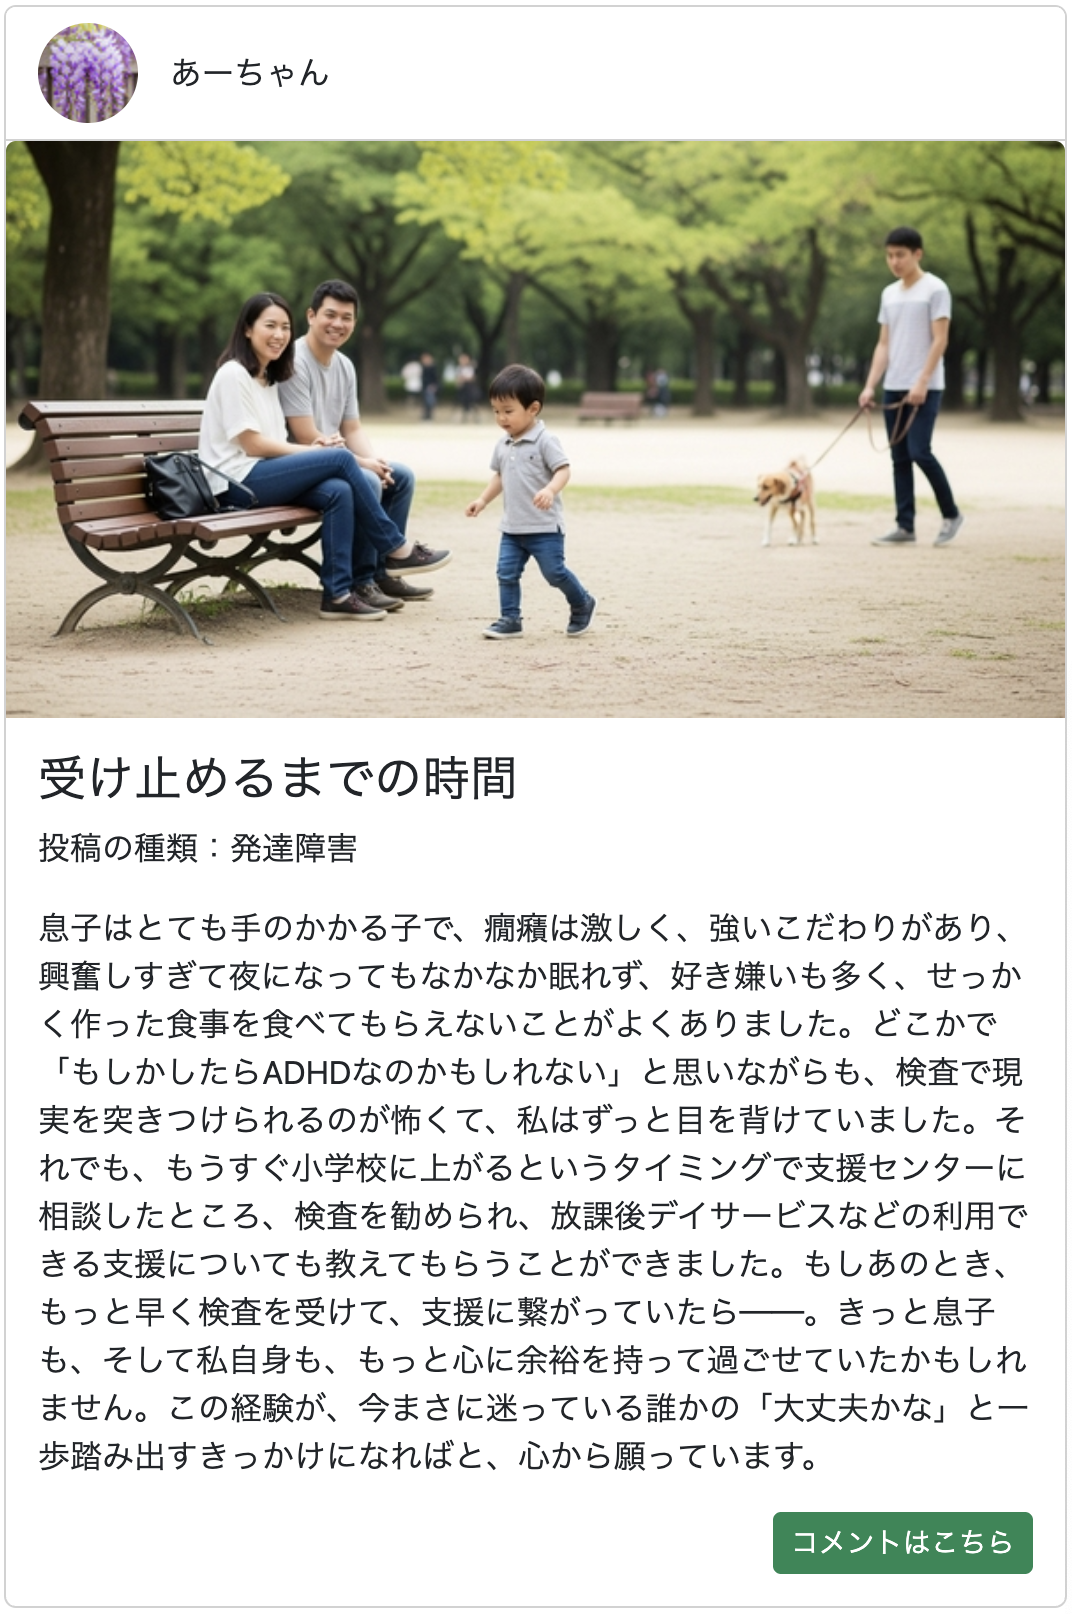 あーちゃん
受け止めるまでの時間
投稿の種類：発達障害
息子はとても手のかかる子で、癇癪は激しく、強いこだわりがあり、
興奮しすぎて夜になってもなかなか眠れず、好き嫌いも多く、せっか
く作った食事を食べてもらえないことがよくありました。どこかで
「もしかしたらADHDなのかもしれない」と思いながらも、検査で現
実を突きつけられるのが怖くて、私はずっと目を背けていました。そ
れでも、もうすぐ小学校に上がるというタイミングで支援センターに
相談したところ、検査を勧められ、放課後デイサービスなどの利用で
きる支援についても教えてもらうことができました。もしあのとき、
もっと早く検査を受けて、支援に繋がっていたら——。きっと息子
も、そして私自身も、もっと心に余裕を持って過ごせていたかもしれ
ません。この経験が、今まさに迷っている誰かの「大丈夫かな」と一
歩踏み出すきっかけになればと、心から願っています。
コメントはこちら